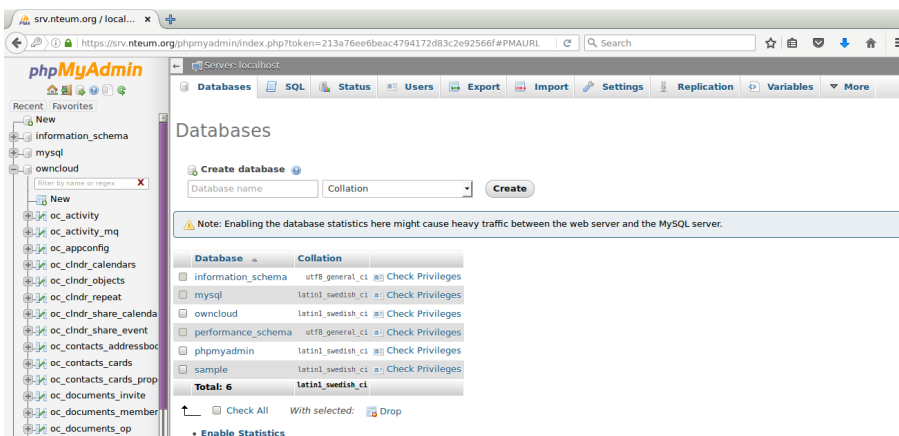 srv.nteum.org / local... ×
https://srv.nteum.org/phpmyadmin/index.php?token=213a76ee6beac4794172d83c2e92566f#PMAURL
Search
phpMyAdmin
Recent Favorites
New
information_schema
mysql
owncloud
Filter by name or regex X
New
oc_activity
oc_activity_mq
oc_appconfig
oc_clndr_calendars
oc_clndr_objects
oc_clndr_repeat
oc_clndr_share_calenda
oc_clndr_share_event
oc_contacts_addressboo
oc_contacts_cards
oc_contacts_cards_prop
oc_documents_invite
oc_documents_member
oc_documents_op
Server: localhost
Databases SQL Status Users Export Import Settings Replication Variables More
Databases
Create database
Database name Collation Create
Note: Enabling the database statistics here might cause heavy traffic between the web server and the MySQL server.
Database Collation
information_schema utf8_general_ci Check Privileges
mysql latin1_swedish_ci Check Privileges
owncloud latin1_swedish_ci Check Privileges
performance_schema utf8_general_ci Check Privileges
phpmyadmin latin1_swedish_ci Check Privileges
sample latin1_swedish_ci Check Privileges
Total: 6 latin1_swedish_ci
Check All With selected: Drop
• Enable Statistics